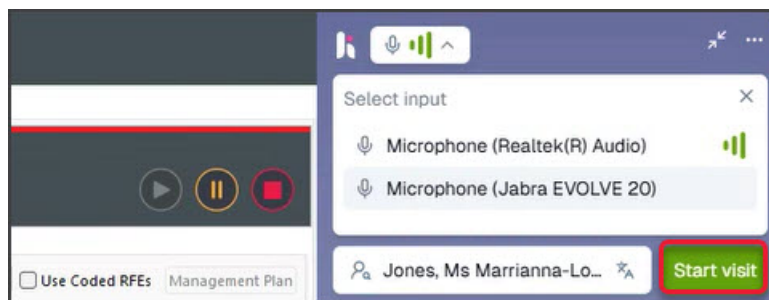 Select input
Microphone (Realtek(R) Audio)
Microphone (Jabra EVOLVE 20)
Jones, Ms Marrianna-Lo...
Start visit
Use Coded RFEs
Management Plan